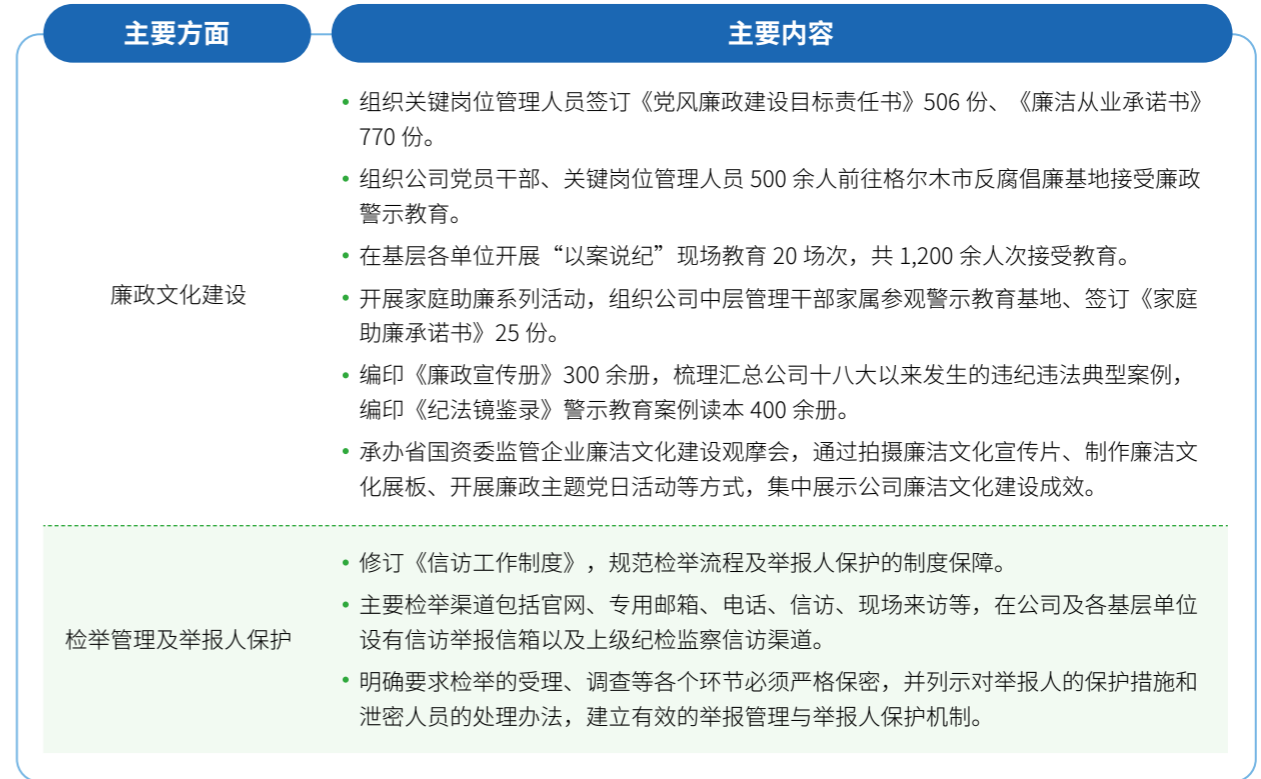 主要方面
主要内容
廉政文化建设
• 组织关键岗位管理人员签订《党风廉政建设目标责任书》506 份、《廉洁从业承诺书》
770 份。
• 组织公司党员干部、关键岗位管理人员 500 余人前往格尔木市反腐倡廉基地接受廉政
警示教育。
• 在基层各单位开展“以案说纪”现场教育 20 场次，共 1,200 余人次接受教育。
• 开展家庭助廉系列活动，组织公司中层管理干部家属参观警示教育基地、签订《家庭
助廉承诺书》25 份。
• 编印《廉政宣传册》300 余册，梳理汇总公司十八大以来发生的违纪违法典型案例，
编印《纪法镜鉴录》警示教育案例读本 400 余册。
• 承办省国资委监管企业廉洁文化建设观摩会，通过拍摄廉洁文化宣传片、制作廉洁文
化展板、开展廉政主题党日活动等方式，集中展示公司廉洁文化建设成效。
检举管理及举报人保护
• 修订《信访工作制度》，规范检举流程及举报人保护的制度保障。
• 主要检举渠道包括官网、专用邮箱、电话、信访、现场来访等，在公司及各基层单位
设有信访举报信箱以及上级纪检监察信访渠道。
• 明确要求检举的受理、调查等各个环节必须严格保密，并列示对举报人的保护措施和
泄密人员的处理办法，建立有效的举报管理与举报人保护机制。